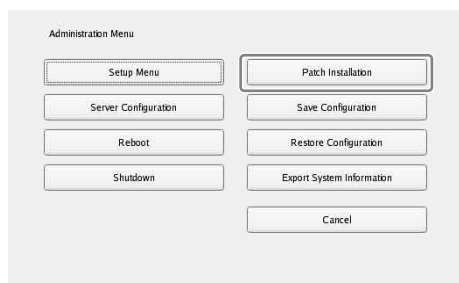 Administration Menu
Setup Menu
Patch Installation
Server Configuration
Save Configuration
Reboot
Restore Configuration
Shutdown
Export System Information
Cancel